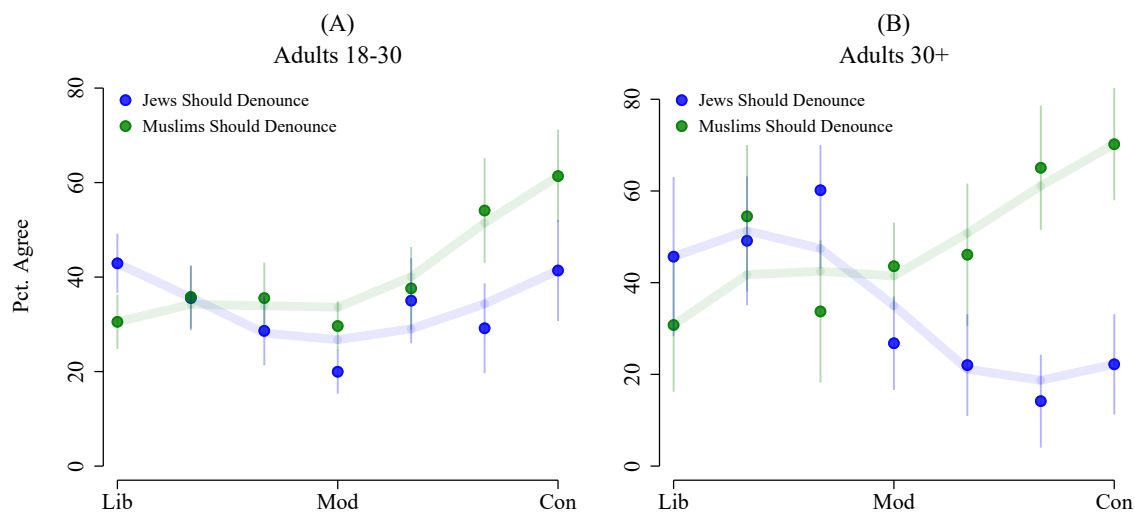 (A)
Adults 18-30
Jews Should Denounce
Muslims Should Denounce
Pct. Agree
80
60
40
20
0
Lib
Mod
Con
(B)
Adults 30+
Jews Should Denounce
Muslims Should Denounce
80
60
40
20
0
Lib
Mod
Con